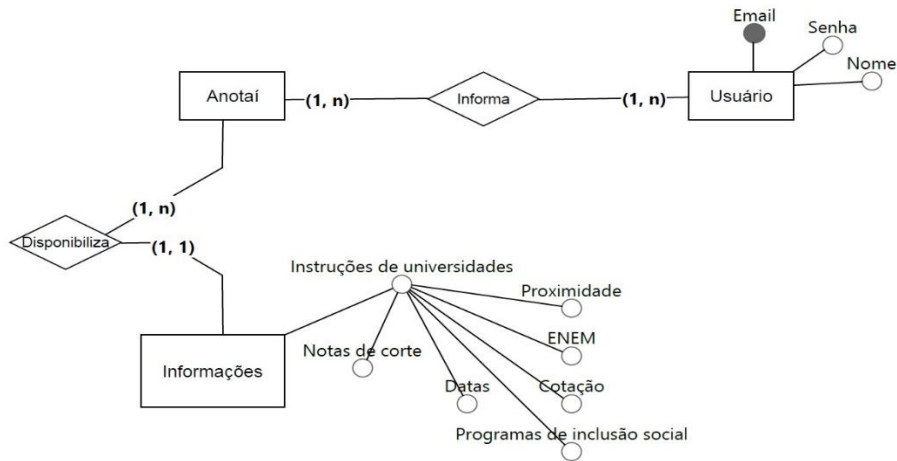 Email
Senha
Nome
Anotaí
(1, n)
Informa
(1, n)
Usuário
(1, n)
Disponibiliza
(1, 1)
Instruções de universidades
Proximidade
ENEM
Notas de corte
Informações
Datas
Cotação
Programas de inclusão social